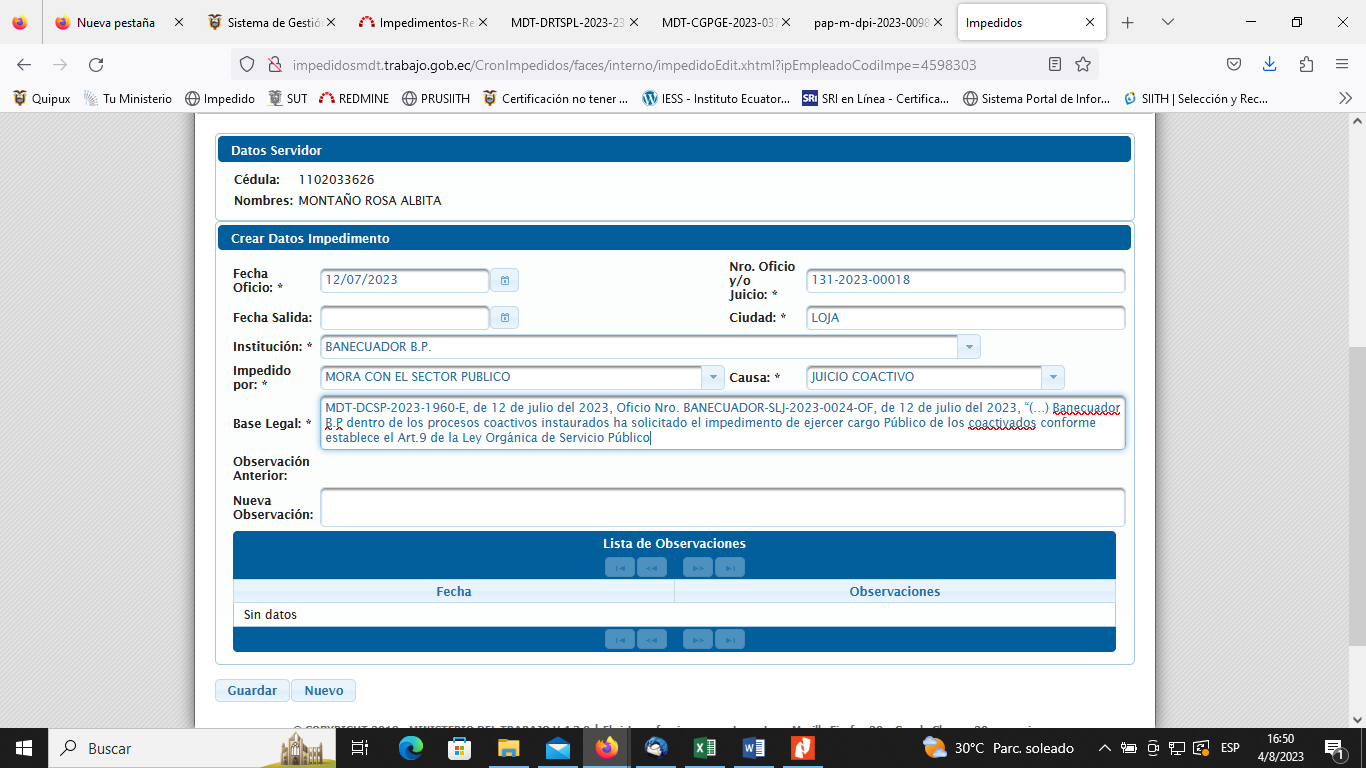 Nueva pestaña
Sistema de Gestión
Impedimentos-Re
MDT-DRTSPL-2023-23
MDT-CGPGE-2023-037
pap-m-dpi-2023-0098
Impedidos
impedidosmdt.trabajo.gob.ec/CronImpedidos/faces/interno/impedidoEdit.xhtml?ipEmpleadoCodiImpe=4598303
Quipux
Tu Ministerio
Impedido
SUT
REDMINE
PRUSIITH
Certificación no tener ...
IESS - Instituto Ecuator...
SRI en Línea - Certifica...
Sistema Portal de Infor...
SIITH | Selección y Rec...
Datos Servidor
Cédula: 1102033626
Nombres: MONTAÑO ROSA ALBITA
Crear Datos Impedimento
Fecha
Oficio: *
12/07/2023
Nro. Oficio
y/o
Juicio: *
131-2023-00018
Fecha Salida:
Ciudad: *
LOJA
Institución: *
BANECUADOR B.P.
Impedido
por: *
MORA CON EL SECTOR PUBLICO
Causa: *
JUICIO COACTIVO
Base Legal: *
MDT-DCSP-2023-1960-E, de 12 de julio del 2023, Oficio Nro. BANECUADOR-SLJ-2023-0024-OF, de 12 de julio del 2023, “(...) Banecuador
B.P dentro de los procesos coactivos instaurados ha solicitado el impedimento de ejercer cargo Público de los coactivados conforme
establece el Art.9 de la Ley Orgánica de Servicio Público
Observación
Anterior:
Nueva
Observación:
Lista de Observaciones
Fecha
Observaciones
Sin datos
Guardar
Nuevo
Buscar
30°C Parc. soleado
ESP
16:50
4/8/2023
1